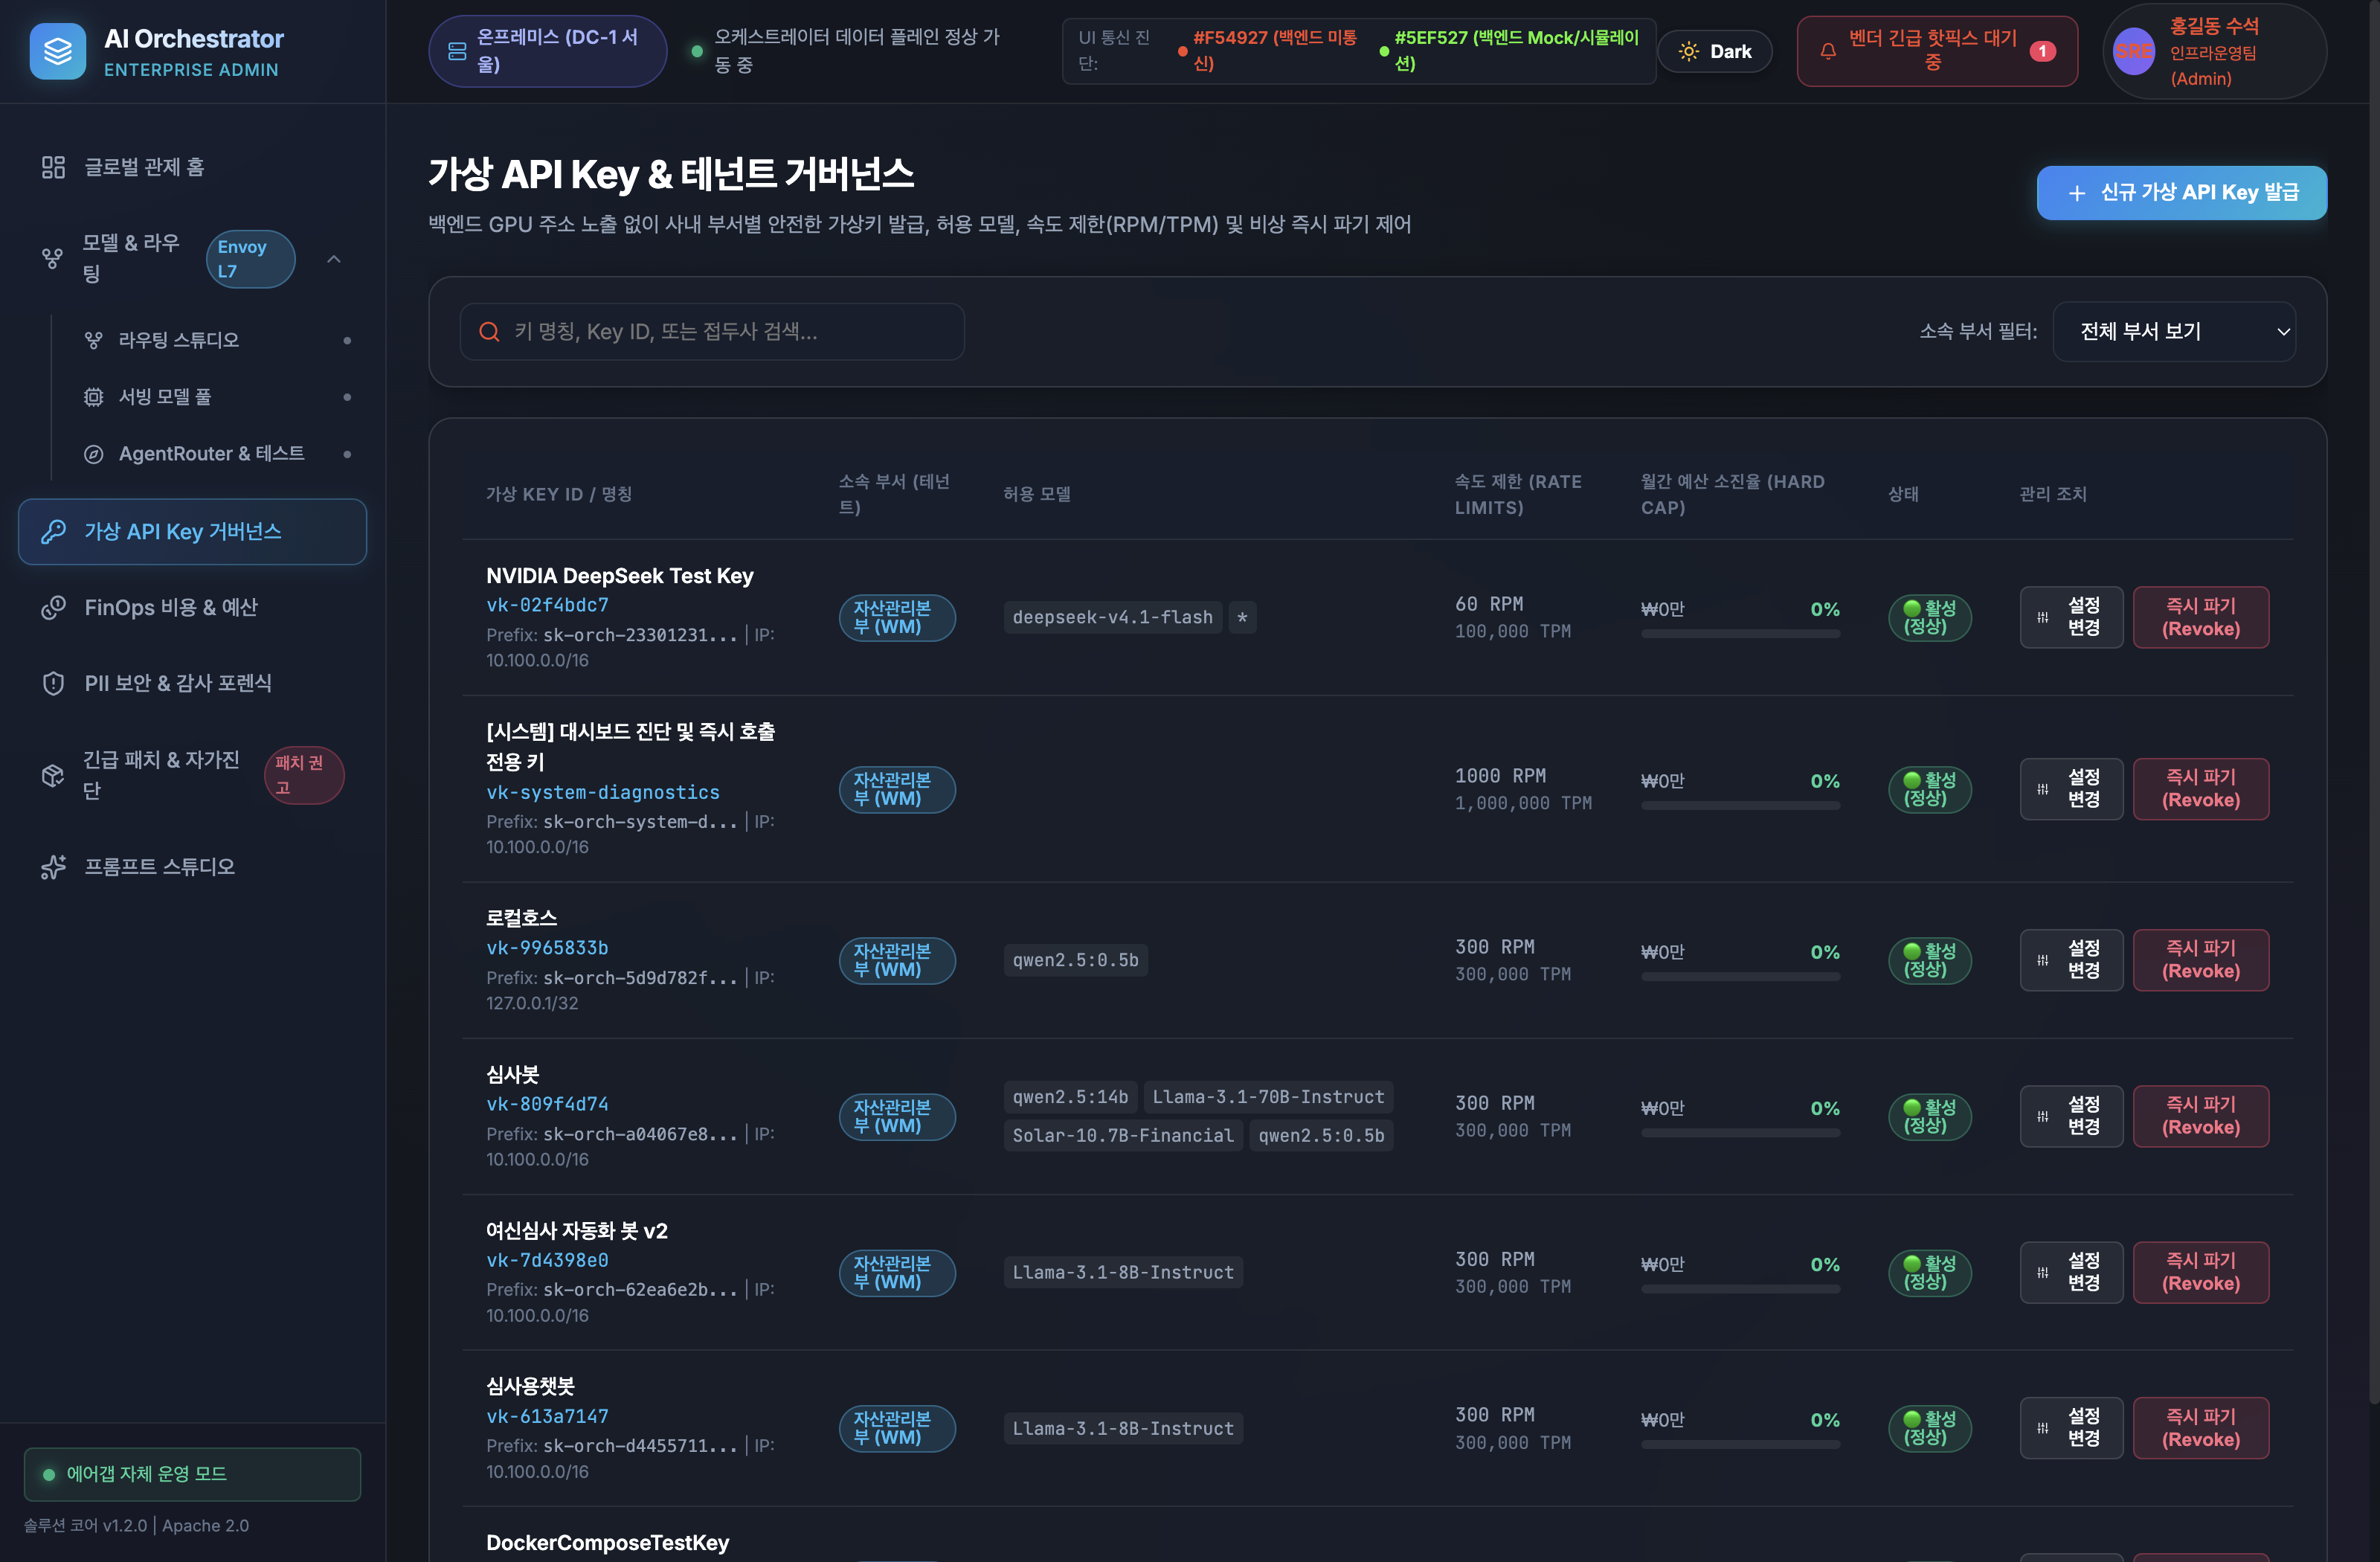 AI Orchestrator
ENTERPRISE ADMIN
글로벌 관제 홈
모델 & 라우
팅
Envoy
L7
라우팅 스튜디오
서빙 모델 풀
AgentRouter & 테스트
가상 API Key 거버넌스
FinOps 비용 & 예산
PII 보안 & 감사 포렌식
긴급 패치 & 자가진
단
패치 권
고
프롬프트 스튜디오
에어갭 자체 운영 모드
솔루션 코어 v1.2.0 | Apache 2.0
온프레미스 (DC-1 서
울)
오케스트레이터 데이터 플레인 정상 가
동 중
UI 통신 진
단:
#F54927 (백엔드 미통
신)
#5EF527 (백엔드 Mock/시뮬레이
션)
Dark
벤더 긴급 핫픽스 대기
중
1
SRE
홍길동 수석
인프라운영팀
(Admin)
가상 API Key & 테넌트 거버넌스
백엔드 GPU 주소 노출 없이 사내 부서별 안전한 가상키 발급, 허용 모델, 속도 제한(RPM/TPM) 및 비상 즉시 파기 제어
신규 가상 API Key 발급
키 명칭, Key ID, 또는 접두사 검색...
소속 부서 필터:
전체 부서 보기
가상 KEY ID / 명칭
소속 부서 (테넌
트)
허용 모델
속도 제한 (RATE
LIMITS)
월간 예산 소진율 (HARD
CAP)
상태
관리 조치
NVIDIA DeepSeek Test Key
vk-02f4bdc7
Prefix: sk-orch-23301231... | IP:
10.100.0.0/16
자산관리본
부 (WM)
deepseek-v4.1-flash
*
60 RPM
100,000 TPM
₩0만
0%
활성
(정상)
설정
변경
즉시 파기
(Revoke)
[시스템] 대시보드 진단 및 즉시 호출
전용 키
vk-system-diagnostics
Prefix: sk-orch-system-d... | IP:
10.100.0.0/16
자산관리본
부 (WM)
1000 RPM
1,000,000 TPM
₩0만
0%
활성
(정상)
설정
변경
즉시 파기
(Revoke)
로컬호스
vk-9965833b
Prefix: sk-orch-5d9d782f... | IP:
127.0.0.1/32
자산관리본
부 (WM)
qwen2.5:0.5b
300 RPM
300,000 TPM
₩0만
0%
활성
(정상)
설정
변경
즉시 파기
(Revoke)
심사봇
vk-809f4d74
Prefix: sk-orch-a04067e8... | IP:
10.100.0.0/16
자산관리본
부 (WM)
qwen2.5:14b
Llama-3.1-70B-Instruct
Solar-10.7B-Financial
qwen2.5:0.5b
300 RPM
300,000 TPM
₩0만
0%
활성
(정상)
설정
변경
즉시 파기
(Revoke)
여신심사 자동화 봇 v2
vk-7d4398e0
Prefix: sk-orch-62ea6e2b... | IP:
10.100.0.0/16
자산관리본
부 (WM)
Llama-3.1-8B-Instruct
300 RPM
300,000 TPM
₩0만
0%
활성
(정상)
설정
변경
즉시 파기
(Revoke)
심사용챗봇
vk-613a7147
Prefix: sk-orch-d4455711... | IP:
10.100.0.0/16
자산관리본
부 (WM)
Llama-3.1-8B-Instruct
300 RPM
300,000 TPM
₩0만
0%
활성
(정상)
설정
변경
즉시 파기
(Revoke)
DockerComposeTestKey